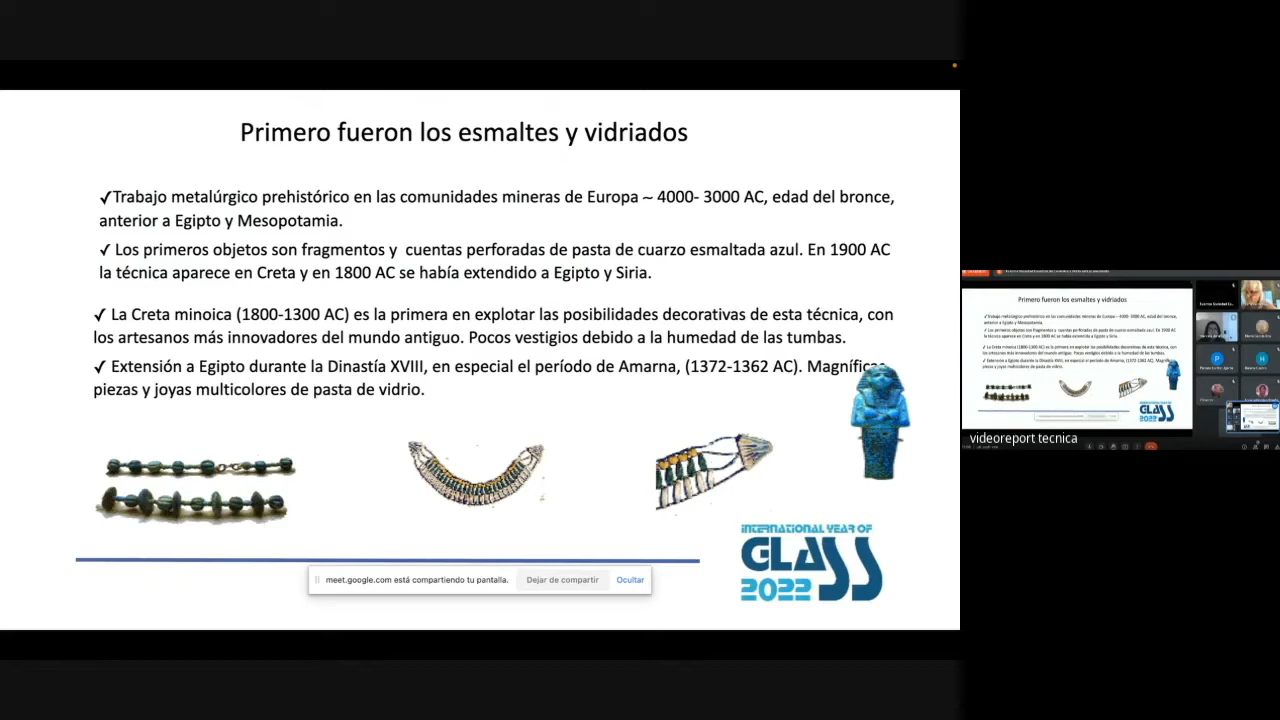 Primero fueron los esmaltes y vidriados
✓Trabajo metalúrgico prehistórico en las comunidades mineras de Europa ~ 4000- 3000 AC, edad del bronce,
anterior a Egipto y Mesopotamia.
✓ Los primeros objetos son fragmentos y cuentas perforadas de pasta de cuarzo esmaltada azul. En 1900 AC
la técnica aparece en Creta y en 1800 AC se había extendido a Egipto y Siria.
✓ La Creta minoica (1800-1300 AC) es la primera en explotar las posibilidades decorativas de esta técnica, con
los artesanos más innovadores del mundo antiguo. Pocos vestigios debido a la humedad de las tumbas.
✓ Extensión a Egipto durante la Dinastía XVIII, en especial el período de Amarna, (1372-1362 AC). Magníficas
piezas y joyas multicolores de pasta de vidrio.
INTERNATIONAL YEAR OF
GLASS
2022
meet.google.com está compartiendo tu pantalla.
Dejar de compartir
Ocultar
Primero fueron los esmaltes y vidriados
videoreport tecnica